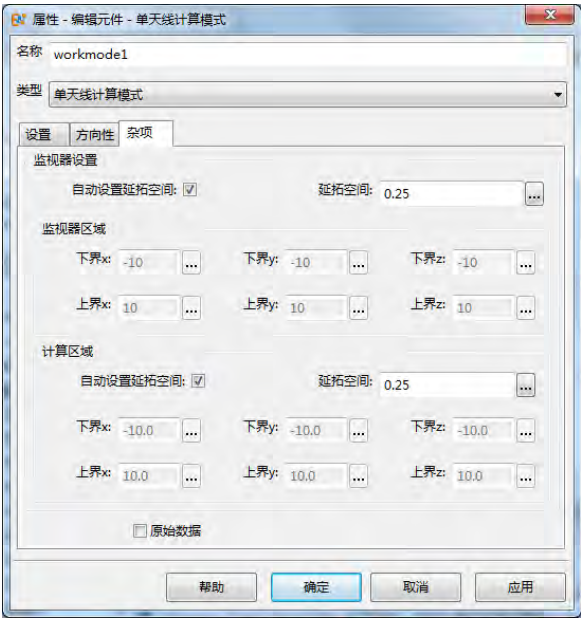 属性 - 编辑元件 - 单天线计算模式
名称 workmode1
类型 单天线计算模式
设置 方向性 杂项
监视器设置
自动设置延拓空间: 延拓空间: 0.25 ...
监视器区域
下界x: -10 ... 下界y: -10 ... 下界z: -10 ...
上界x: 10 ... 上界y: 10 ... 上界z: 10 ...
计算区域
自动设置延拓空间: 延拓空间: 0.25 ...
下界x: -10.0 ... 下界y: -10.0 ... 下界z: -10.0 ...
上界x: 10.0 ... 上界y: 10.0 ... 上界z: 10.0 ...
原始数据
帮助 确定 取消 应用